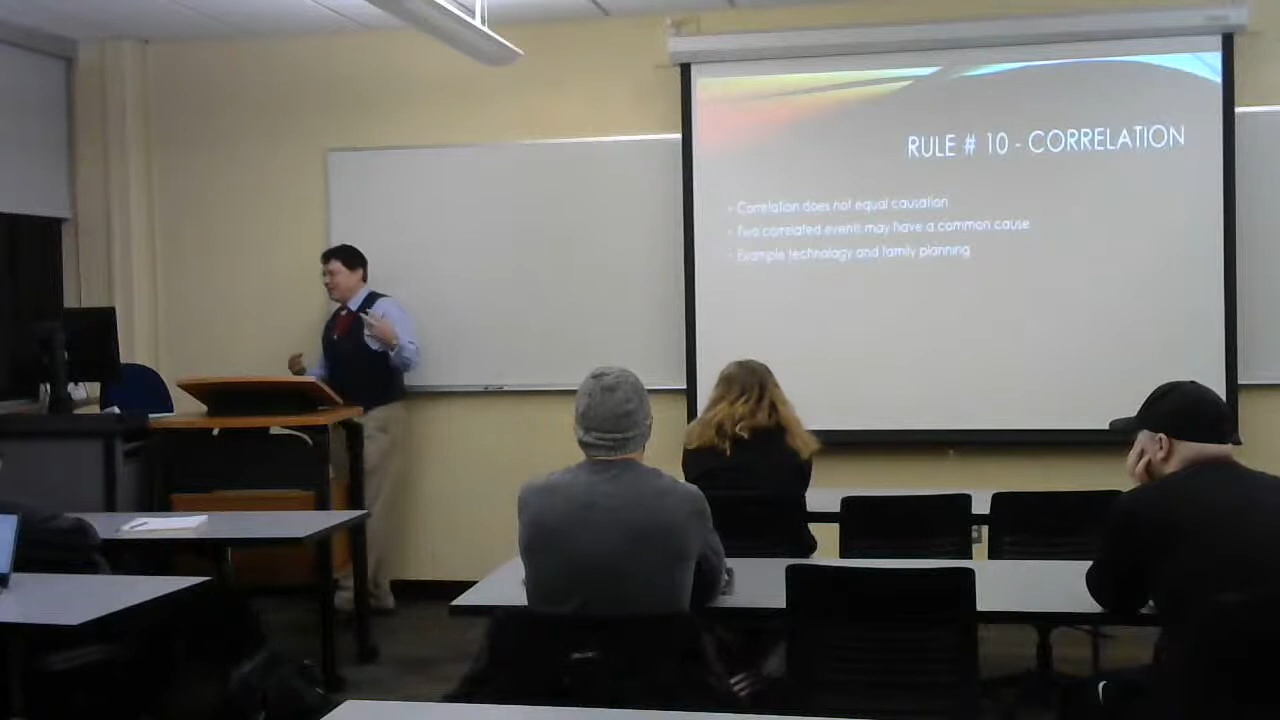 RULE # 10 - CORRELATION
Correlation does not equal causation
Two correlated events may have a common cause
Example technology and family planning